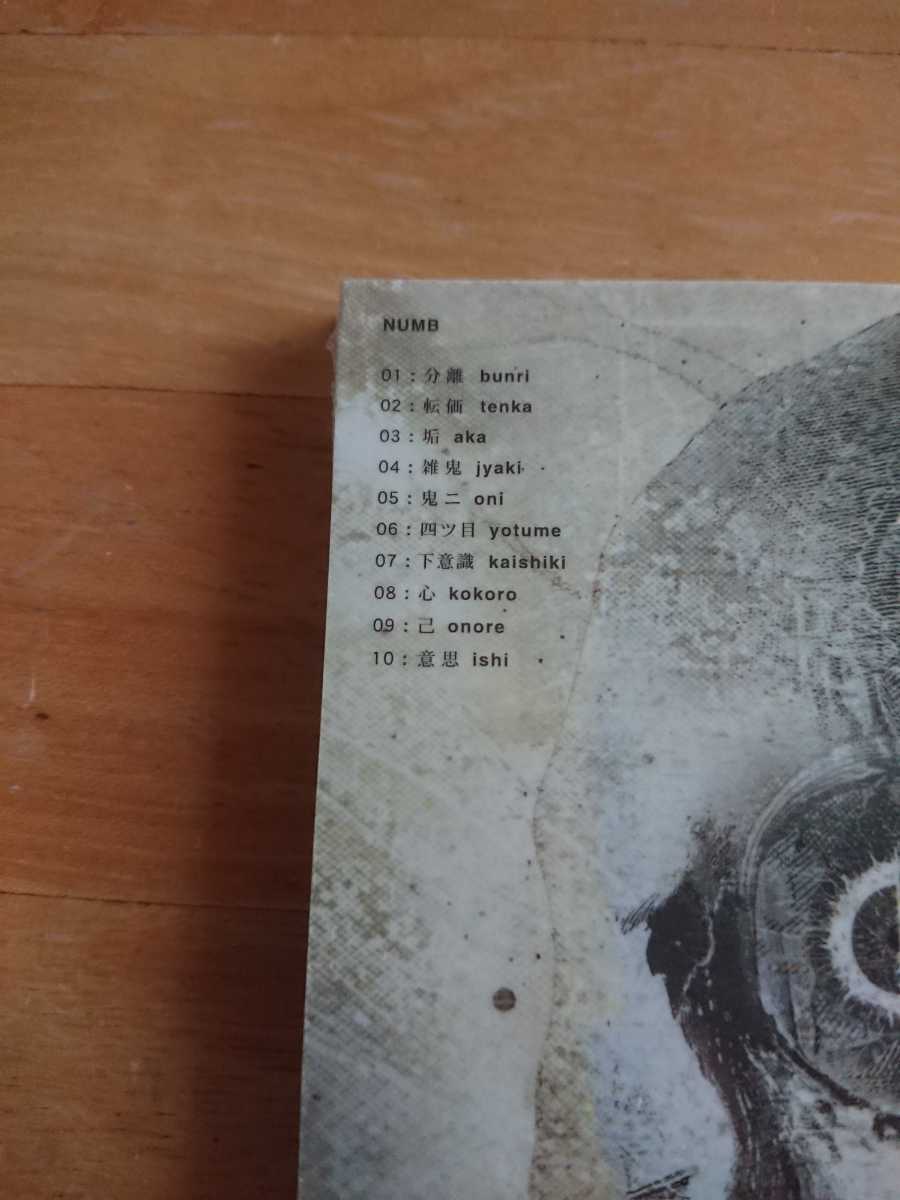 NUMB
01 : 分離 bunri
02 : 転価 tenka
03 : 垢 aka
04 : 雑鬼 jyaki
05 : 鬼ニ oni
06 : 四ツ目 yotume
07 : 下意識 kaishiki
08 : 心 kokoro
09 : 己 onore
10 : 意思 ishi